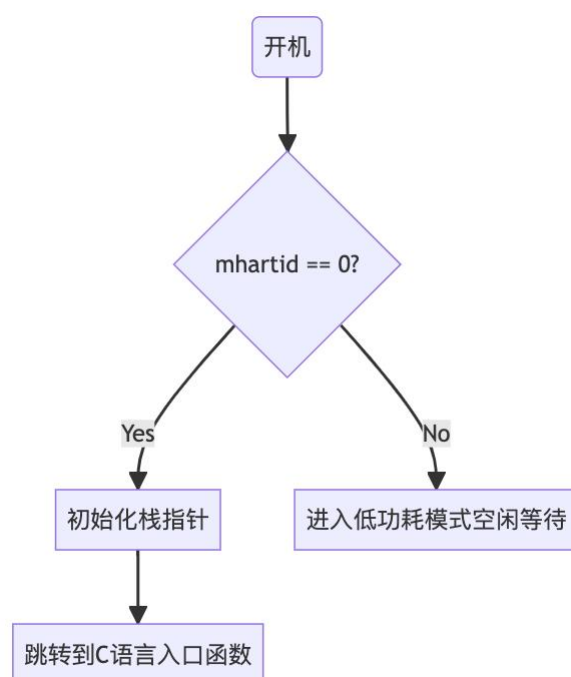 开机
mhartid == 0?
Yes
No
初始化栈指针
进入低功耗模式空闲等待
跳转到C语言入口函数